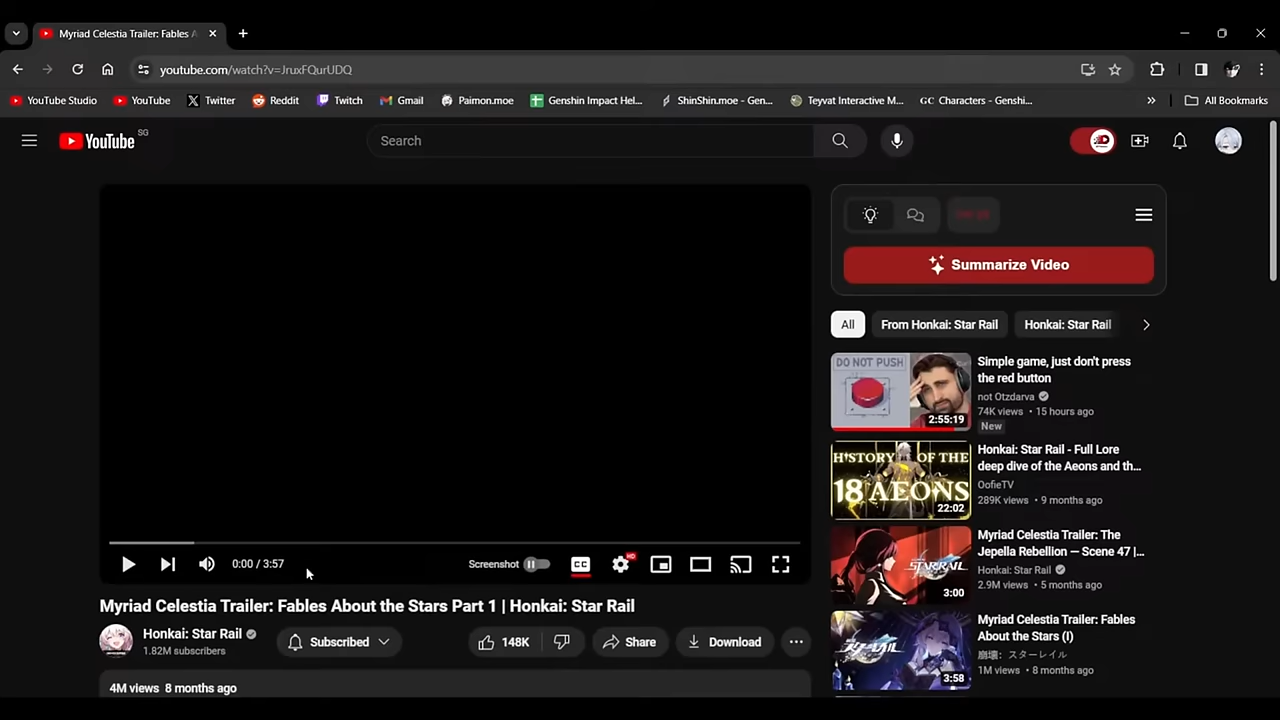 Myriad Celestia Trailer: Fables A
youtube.com/watch?v=JruxFQurUDQ
YouTube Studio
YouTube
Twitter
Reddit
Twitch
Gmail
Paimon.moe
Genshin Impact Hel...
ShinShin.moe - Gen...
Teyvat Interactive M...
GC Characters - Genshi...
»
All Bookmarks
YouTube SG
Search
Summarize Video
All
From Honkai: Star Rail
Honkai: Star Rail
DO NOT PUSH
2:55:19
Simple game, just don't press
the red button
not Otzdarva
74K views • 15 hours ago
New
HISTORY OF THE
18 AEONS
22:02
Honkai: Star Rail - Full Lore
deep dive of the Aeons and th...
OofieTV
289K views • 9 months ago
STARRAIL
3:00
Myriad Celestia Trailer: The
Jepella Rebellion — Scene 47 |...
Honkai: Star Rail
2.9M views • 5 months ago
3:58
Myriad Celestia Trailer: Fables
About the Stars (I)
崩壊：スターレイル
1M views • 8 months ago
0:00 / 3:57
Screenshot
CC
HD
Myriad Celestia Trailer: Fables About the Stars Part 1 | Honkai: Star Rail
Honkai: Star Rail
1.82M subscribers
Subscribed
148K
Share
Download
4M views 8 months ago